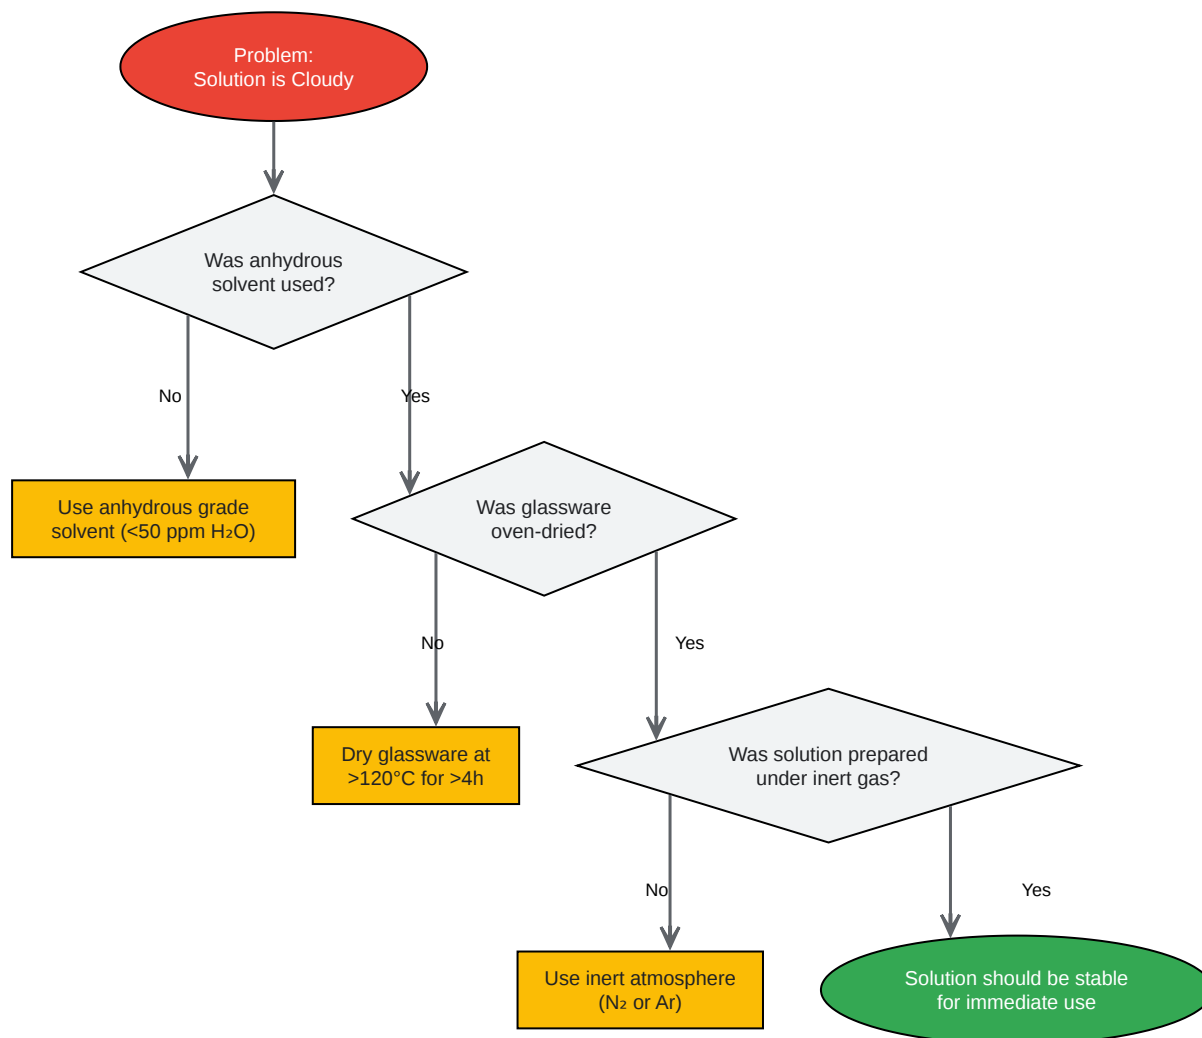 Problem:
Solution is Cloudy
Was anhydrous
solvent used?
No
Yes
Use anhydrous grade
solvent (<50 ppm H₂O)
Was glassware
oven-dried?
No
Yes
Dry glassware at
>120°C for >4h
Was solution prepared
under inert gas?
No
Yes
Use inert atmosphere
(N₂ or Ar)
Solution should be stable
for immediate use